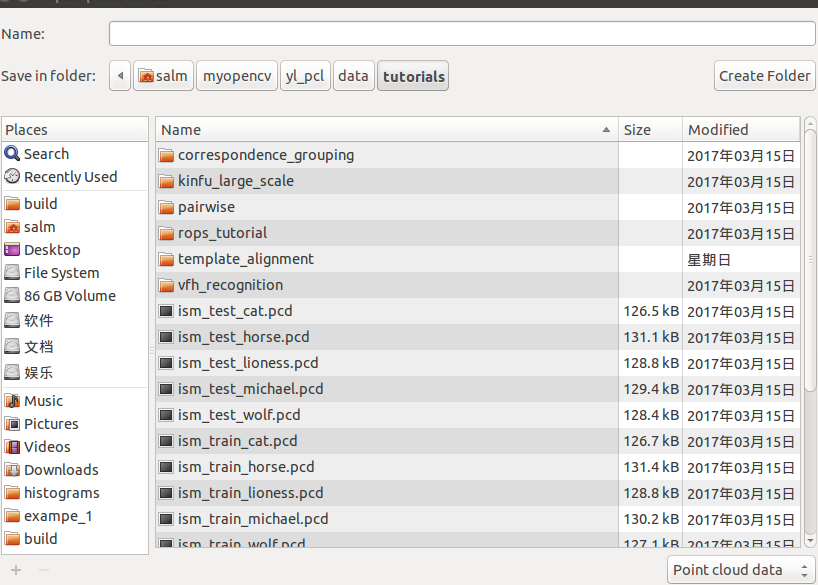 Name:
Save in folder: salm myopencv yl_pcl data tutorials Create Folder
Places
Search
Recently Used
build
salm
Desktop
File System
86 GB Volume
软件
文档
娱乐
Music
Pictures
Videos
Downloads
histograms
exampe_1
build
Name Size Modified
correspondence_grouping 2017年03月15日
kinfu_large_scale 2017年03月15日
pairwise 2017年03月15日
rops_tutorial 2017年03月15日
template_alignment 星期日
vfh_recognition 2017年03月15日
ism_test_cat.pcd 126.5 kB 2017年03月15日
ism_test_horse.pcd 131.1 kB 2017年03月15日
ism_test_lioness.pcd 128.8 kB 2017年03月15日
ism_test_michael.pcd 129.4 kB 2017年03月15日
ism_test_wolf.pcd 128.4 kB 2017年03月15日
ism_train_cat.pcd 126.7 kB 2017年03月15日
ism_train_horse.pcd 131.4 kB 2017年03月15日
ism_train_lioness.pcd 128.8 kB 2017年03月15日
ism_train_michael.pcd 130.2 kB 2017年03月15日
ism_train_wolf.pcd 127.1 kB 2017年03月15日
Point cloud data